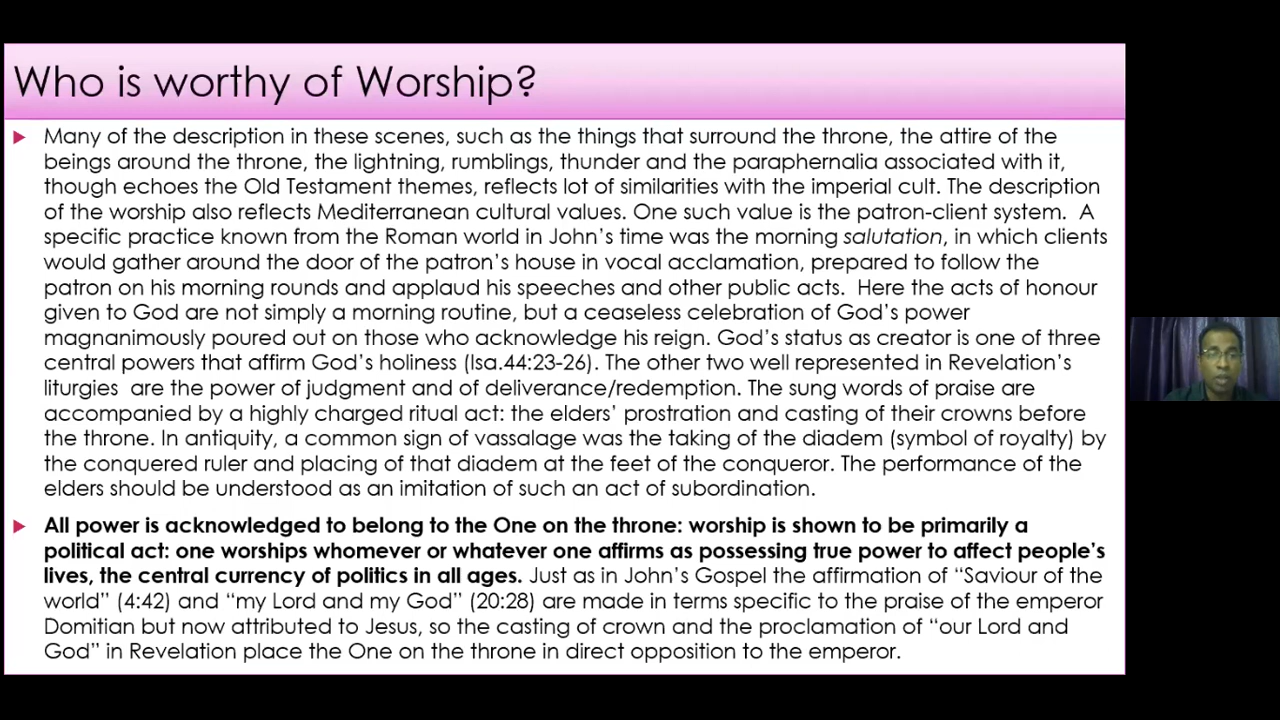 Who is worthy of Worship?
Many of the description in these scenes, such as the things that surround the throne, the attire of the
beings around the throne, the lightning, rumblings, thunder and the paraphernalia associated with it,
though echoes the Old Testament themes, reflects lot of similarities with the imperial cult. The description
of the worship also reflects Mediterranean cultural values. One such value is the patron-client system. A
specific practice known from the Roman world in John's time was the morning salutation, in which clients
would gather around the door of the patron's house in vocal acclamation, prepared to follow the
patron on his morning rounds and applaud his speeches and other public acts. Here the acts of honour
given to God are not simply a morning routine, but a ceaseless celebration of God's power
magnanimously poured out on those who acknowledge his reign. God's status as creator is one of three
central powers that affirm God's holiness (Isa.44:23-26). The other two well represented in Revelation's
liturgies are the power of judgment and of deliverance/redemption. The sung words of praise are
accompanied by a highly charged ritual act: the elders' prostration and casting of their crowns before
the throne. In antiquity, a common sign of vassalage was the taking of the diadem (symbol of royalty) by
the conquered ruler and placing of that diadem at the feet of the conqueror. The performance of the
elders should be understood as an imitation of such an act of subordination.
All power is acknowledged to belong to the One on the throne: worship is shown to be primarily a
political act: one worships whomever or whatever one affirms as possessing true power to affect people's
lives, the central currency of politics in all ages. Just as in John's Gospel the affirmation of “Saviour of the
world” (4:42) and “my Lord and my God” (20:28) are made in terms specific to the praise of the emperor
Domitian but now attributed to Jesus, so the casting of crown and the proclamation of “our Lord and
God” in Revelation place the One on the throne in direct opposition to the emperor.